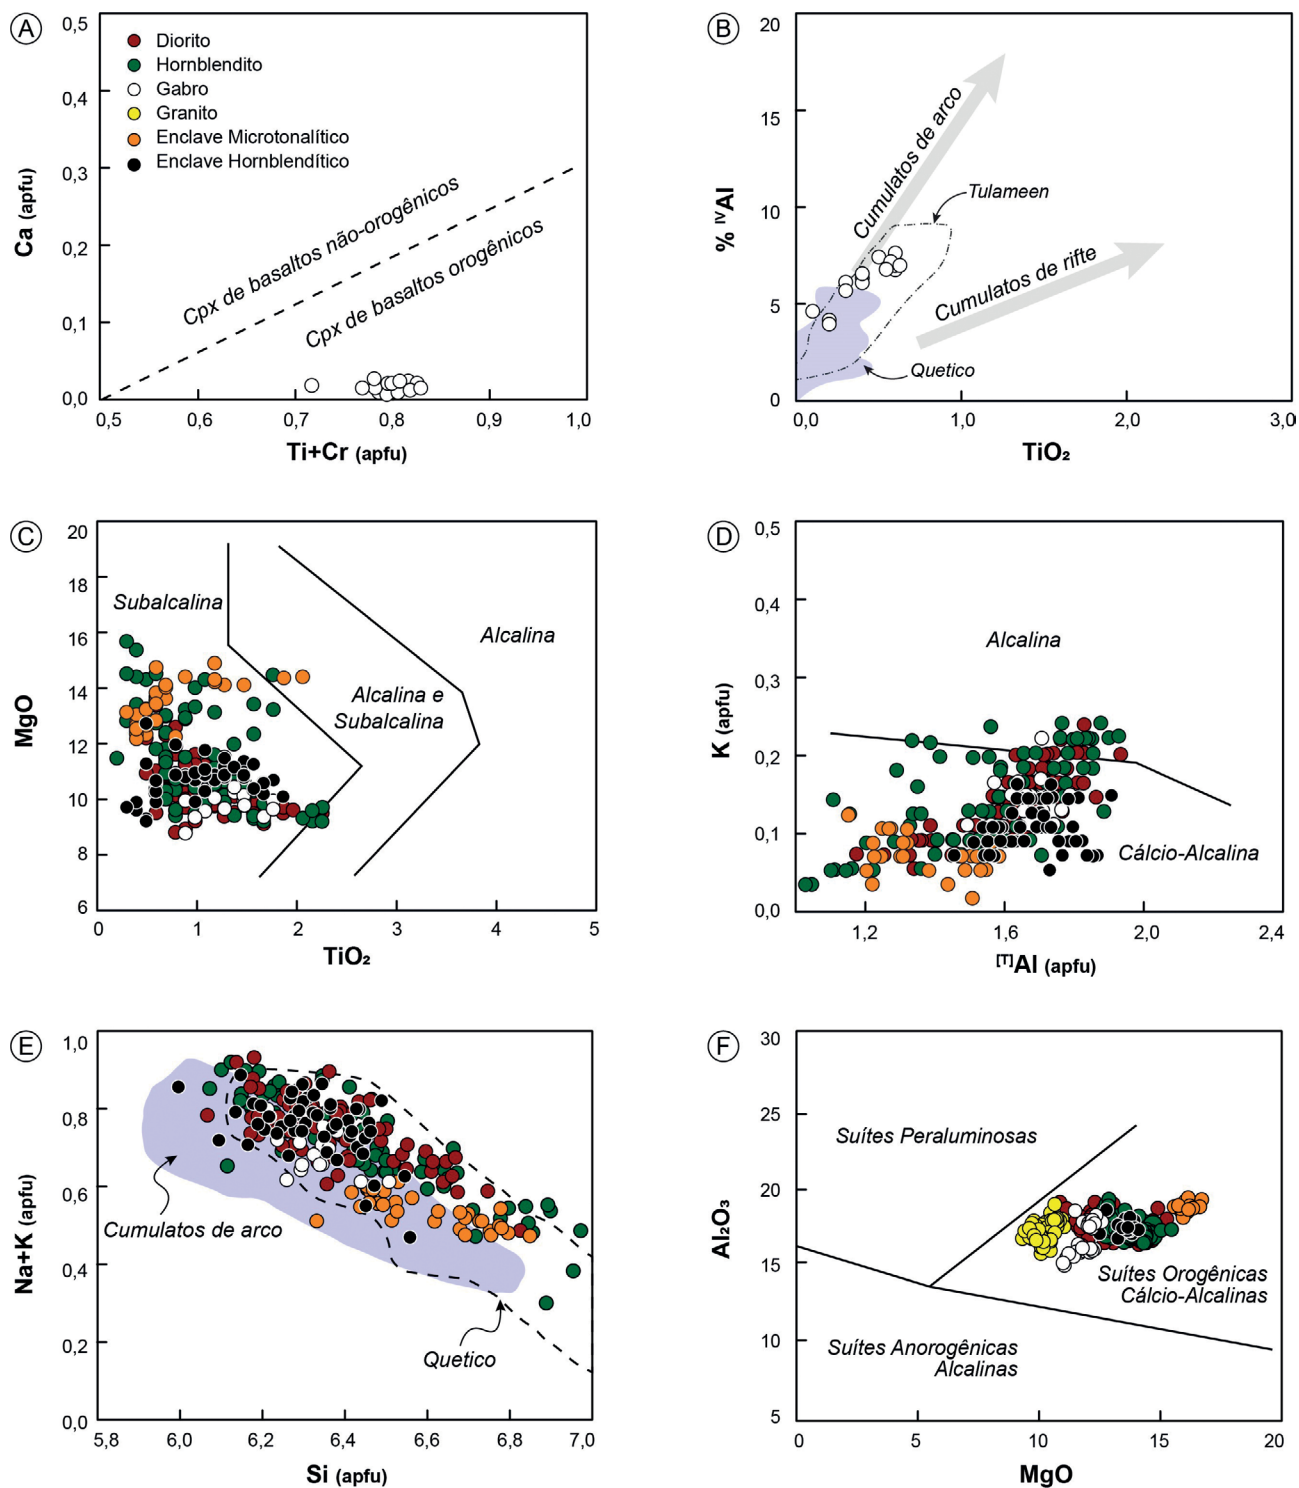 A
0,5
0,4
0,3
0,2
0,1
0,0
Ca (apfu)
Diorito
Hornblendito
Gabro
Granito
Enclave Microtonalítico
Enclave Hornblendítico
Cpx de basaltos não-orogênicos
Cpx de basaltos orogênicos
0,5
0,6
0,7
0,8
0,9
1,0
Ti+Cr (apfu)
B
20
15
10
5
0
% ᴵⱽAl
Cumulatos de arco
Tulameen
Cumulatos de rifte
Quetico
0,0
1,0
2,0
3,0
TiO₂
C
20
18
16
14
12
10
8
6
MgO
Subalcalina
Alcalina
Alcalina e
Subalcalina
0
1
2
3
4
5
TiO₂
D
0,5
0,4
0,3
0,2
0,1
0,0
K (apfu)
Alcalina
Cálcio-Alcalina
1,2
1,6
2,0
2,4
[T]Al (apfu)
E
1,0
0,8
0,6
0,4
0,2
0,0
Na+K (apfu)
Cumulatos de arco
Quetico
5,8
6,0
6,2
6,4
6,6
6,8
7,0
Si (apfu)
F
30
25
20
15
10
5
Al₂O₃
Suítes Peraluminosas
Suítes Orogênicas
Cálcio-Alcalinas
Suítes Anorogênicas
Alcalinas
0
5
10
15
20
MgO